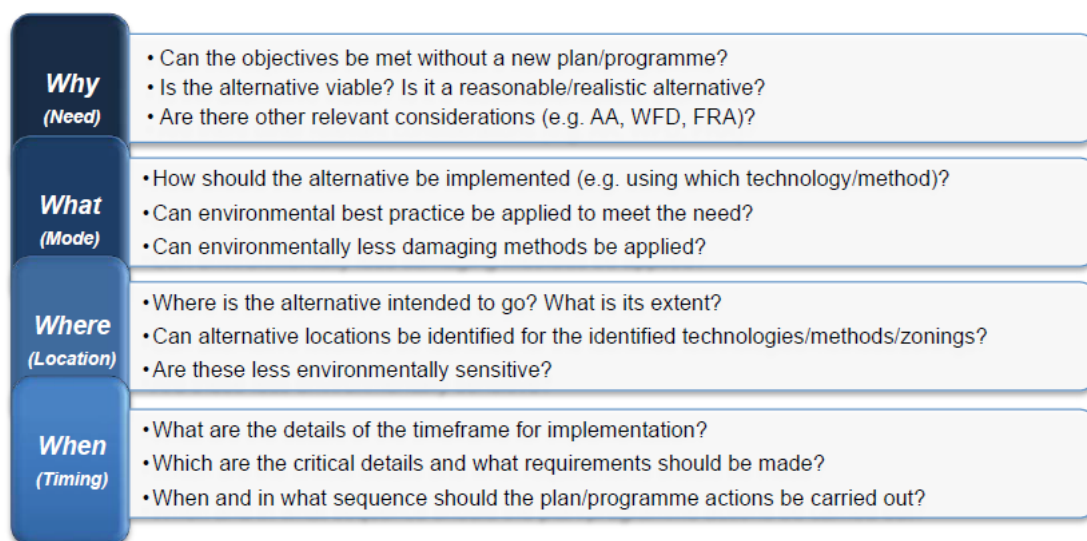 Why
(Need)
• Can the objectives be met without a new plan/programme?
• Is the alternative viable? Is it a reasonable/realistic alternative?
• Are there other relevant considerations (e.g. AA, WFD, FRA)?
What
(Mode)
• How should the alternative be implemented (e.g. using which technology/method)?
• Can environmental best practice be applied to meet the need?
• Can environmentally less damaging methods be applied?
Where
(Location)
• Where is the alternative intended to go? What is its extent?
• Can alternative locations be identified for the identified technologies/methods/zonings?
• Are these less environmentally sensitive?
When
(Timing)
• What are the details of the timeframe for implementation?
• Which are the critical details and what requirements should be made?
• When and in what sequence should the plan/programme actions be carried out?